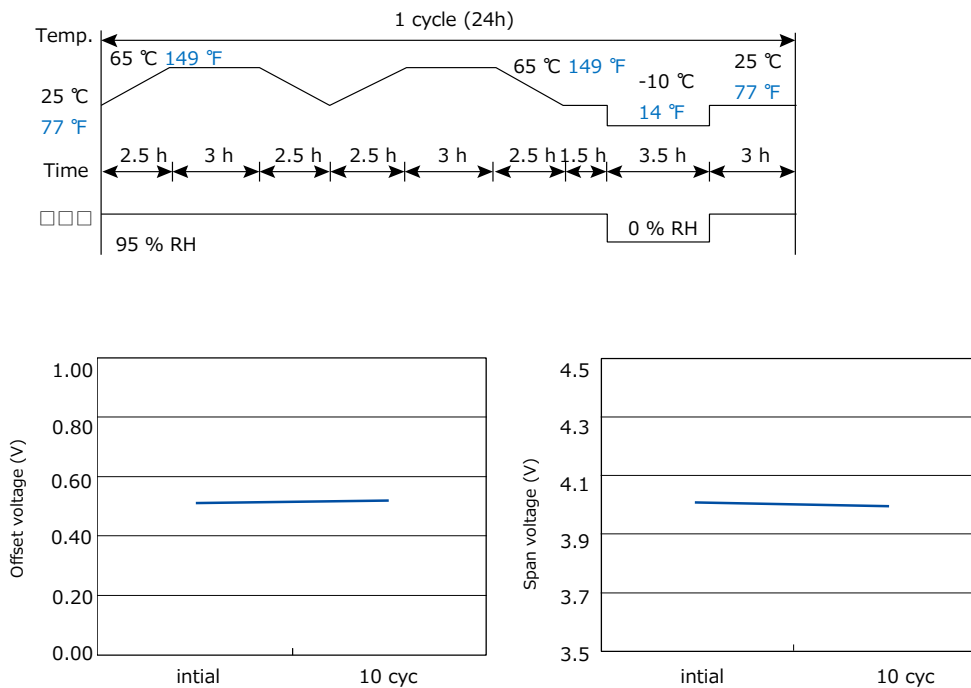 1 cycle (24h)
Temp.
65 ℃ 149 ℉
65 ℃ 149 ℉
25 ℃
-10 ℃
77 ℉
25 ℃
14 ℉
77 ℉
Time
2.5 h
3 h
2.5 h
2.5 h
3 h
2.5 h
1.5 h
3.5 h
3 h
□□□
95 % RH
0 % RH
Offset voltage (V)
1.00
0.80
0.60
0.40
0.20
0.00
intial
10 cyc
Span voltage (V)
4.5
4.3
4.1
3.9
3.7
3.5
intial
10 cyc